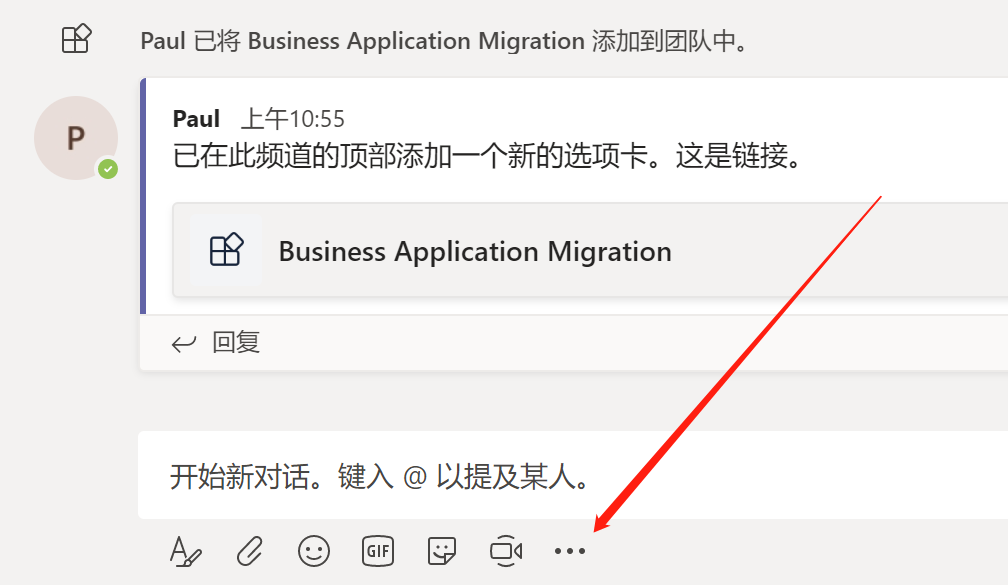 Paul 已将 Business Application Migration 添加到团队中。
P
Paul 上午10:55
已在此频道的顶部添加一个新的选项卡。这是链接。
Business Application Migration
回复
开始新对话。键入 @ 以提及某人。
GIF